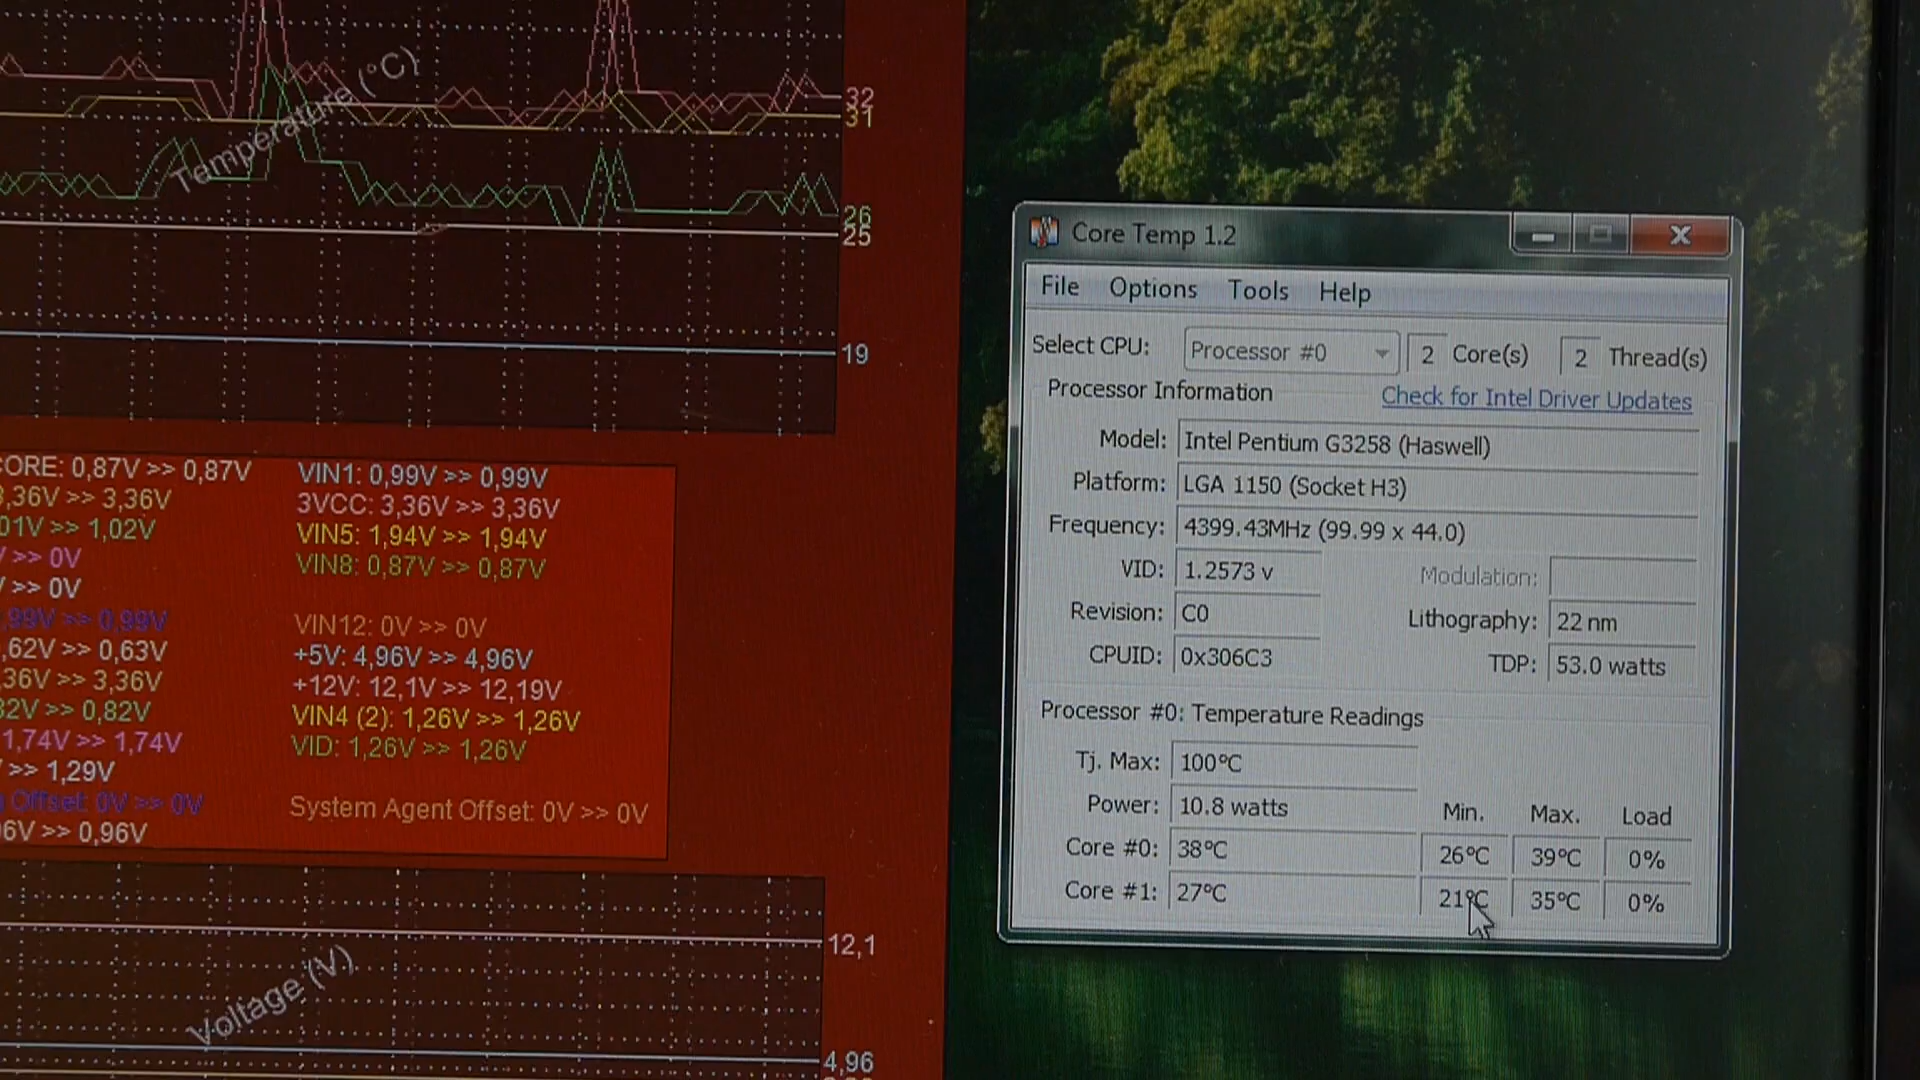 Temperature (°C)
32
31
26
25
19
CORE: 0,87V >> 0,87V
3,36V >> 3,36V
01V >> 1,02V
V >> 0V
V >> 0V
,99V >> 0,99V
,62V >> 0,63V
,36V >> 3,36V
82V >> 0,82V
1,74V >> 1,74V
>> 1,29V
Offset: 0V >> 0V
96V >> 0,96V
VIN1: 0,99V >> 0,99V
3VCC: 3,36V >> 3,36V
VIN5: 1,94V >> 1,94V
VIN8: 0,87V >> 0,87V
VIN12: 0V >> 0V
+5V: 4,96V >> 4,96V
+12V: 12,1V >> 12,19V
VIN4 (2): 1,26V >> 1,26V
VID: 1,26V >> 1,26V
System Agent Offset: 0V >> 0V
12,1
Voltage (V)
4,96
Core Temp 1.2
File Options Tools Help
Select CPU: Processor #0 2 Core(s) 2 Thread(s)
Processor Information Check for Intel Driver Updates
Model: Intel Pentium G3258 (Haswell)
Platform: LGA 1150 (Socket H3)
Frequency: 4399.43MHz (99.99 x 44.0)
VID: 1.2573 v Modulation:
Revision: C0 Lithography: 22 nm
CPUID: 0x306C3 TDP: 53.0 watts
Processor #0: Temperature Readings
Tj. Max: 100°C
Power: 10.8 watts Min. Max. Load
Core #0: 38°C 26°C 39°C 0%
Core #1: 27°C 21°C 35°C 0%